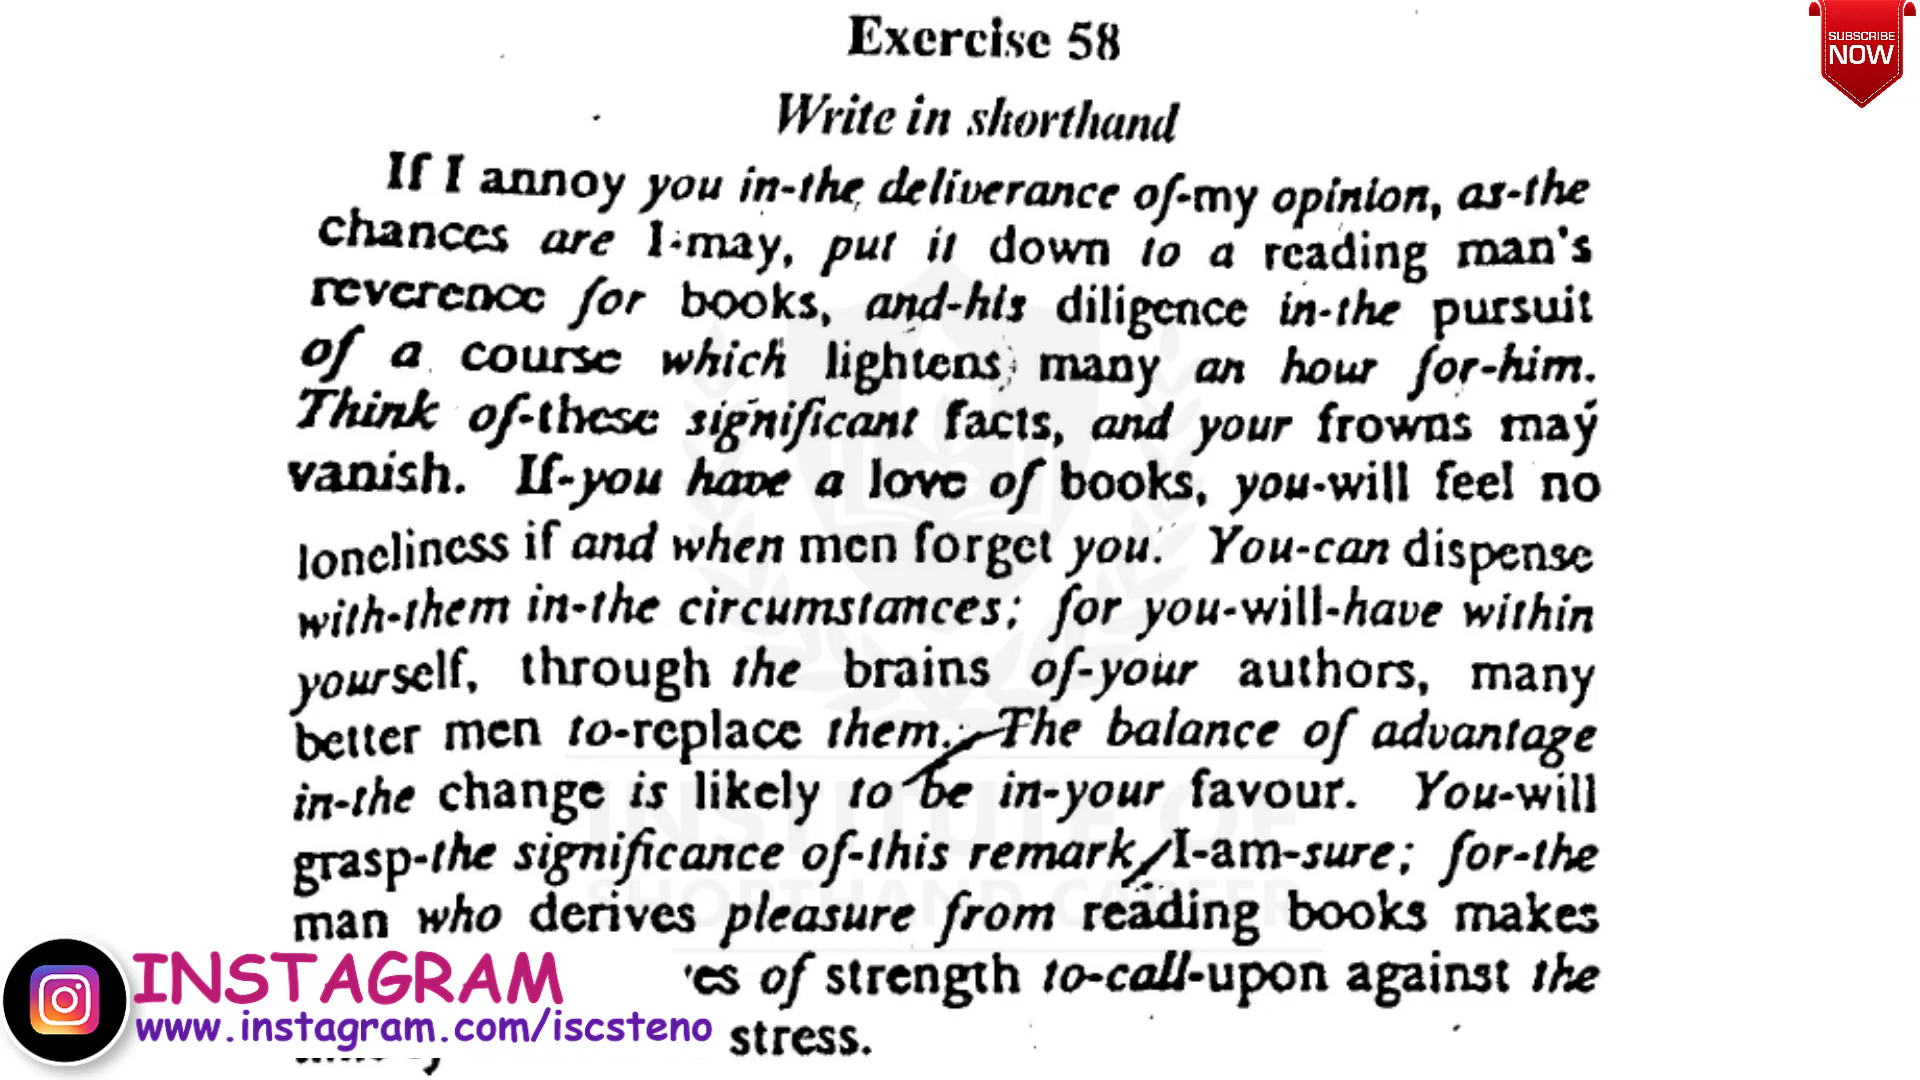 Exercise 58
SUBSCRIBE
NOW
Write in shorthand
If I annoy you in-the deliverance of-my opinion, as-the
chances are I-may, put it down to a reading man's
reverence for books, and-his diligence in-the pursuit
of a course which lightens many an hour for-him.
Think of-these significant facts, and your frowns may
vanish. If-you have a love of books, you-will feel no
loneliness if and when men forget you. You-can dispense
with-them in-the circumstances; for you-will-have within
yourself, through the brains of-your authors, many
better men to-replace them. The balance of advantage
in-the change is likely to be in-your favour. You-will
grasp-the significance of-this remark, I-am-sure; for-the
man who derives pleasure from reading books makes
of strength to-call-upon against the
stress.
INSTITUTE OF
SHORTHAND CAREER
INSTAGRAM
www.instagram.com/iscsteno